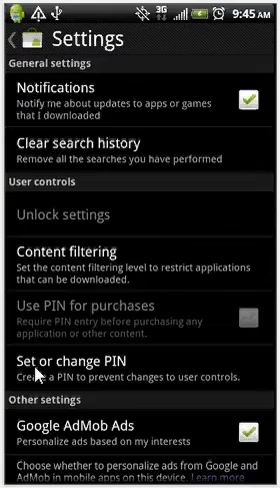 3G
9:45 AM
Settings
General settings
Notifications
Notify me about updates to apps or games
that I downloaded
Clear search history
Remove all the searches you have performed
User controls
Unlock settings
Content filtering
Set the content filtering level to restrict applications
that can be downloaded.
Use PIN for purchases
Require PIN entry before purchasing any
application or other content.
Set or change PIN
Create a PIN to prevent changes to user controls.
Other settings
Google AdMob Ads
Personalize ads based on my interests
Choose whether to personalize ads from Google and
AdMob in mobile apps on this device. Learn more